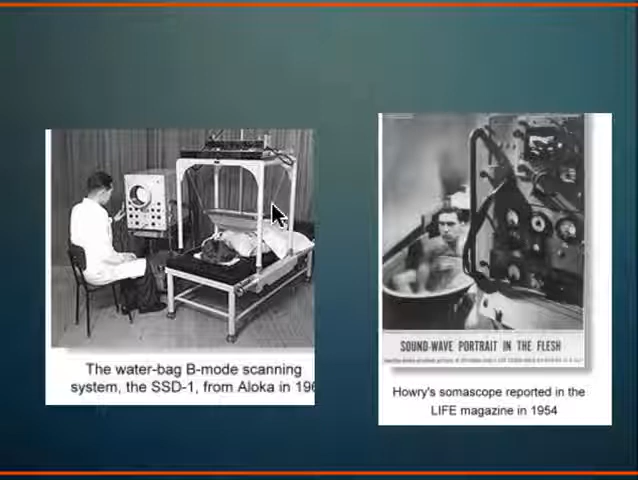 The water-bag B-mode scanning
system, the SSD-1, from Aloka in 196
SOUND-WAVE PORTRAIT IN THE FLESH
Howry's somascope reported in the
LIFE magazine in 1954